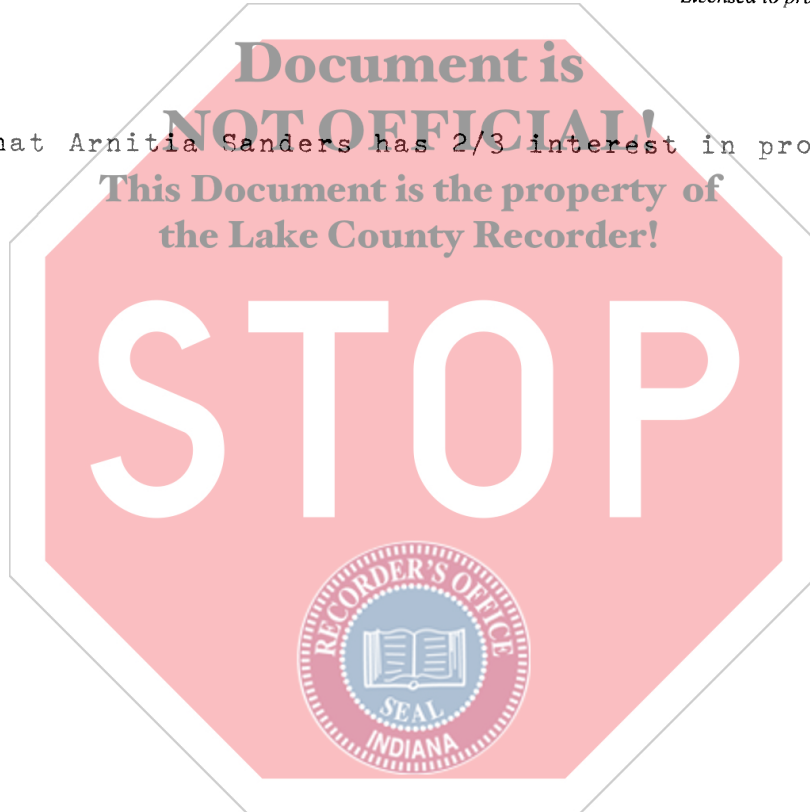 Licensed to
Document is
NOT OFFICIAL!
hat Arnitia Sanders has 2/3 interest in pro
This Document is the property of
the Lake County Recorder!
STOP
RECORDER'S OFFICE
SEAL
INDIANA